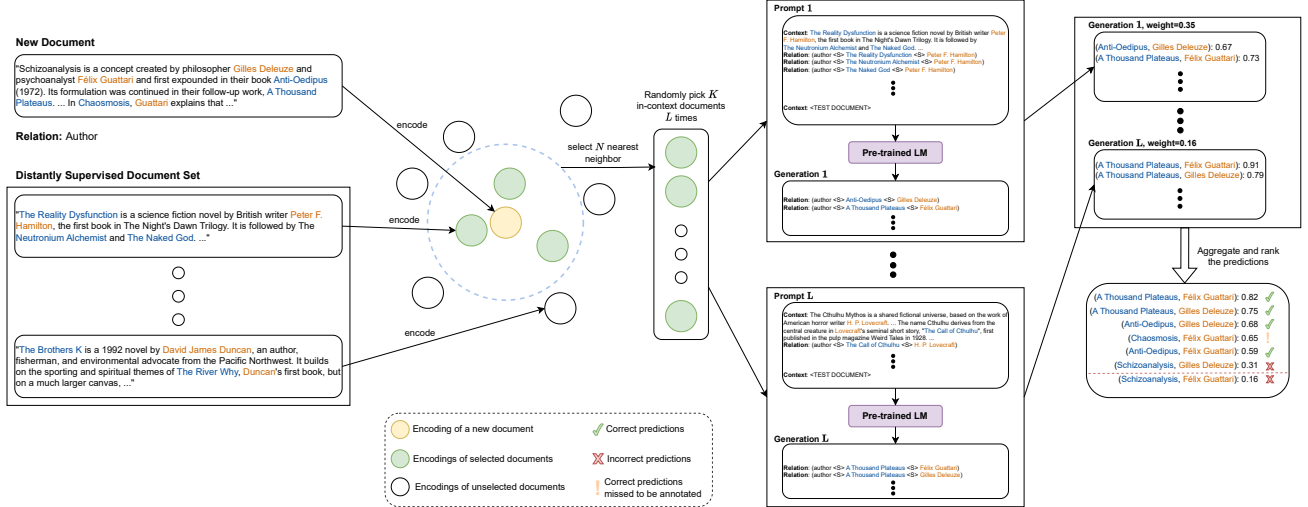 New Document
"Schizoanalysis is a concept created by philosopher Gilles Deleuze and
psychoanalyst Félix Guattari and first expounded in their book Anti-Oedipus
(1972). Its formulation was continued in their follow-up work, A Thousand
Plateaus. ... In Chaosmosis, Guattari explains that ..."
Relation: Author
Distantly Supervised Document Set
"The Reality Dysfunction is a science fiction novel by British writer Peter F.
Hamilton, the first book in The Night's Dawn Trilogy. It is followed by The
Neutronium Alchemist and The Naked God. ..."
"The Brothers K is a 1992 novel by David James Duncan, an author,
fisherman, and environmental advocate from the Pacific Northwest. It builds
on the sporting and spiritual themes of The River Why, Duncan's first book, but
on a much larger canvas, ..."
encode
encode
encode
select N nearest
neighbor
Randomly pick K
in-context documents
L times
Encoding of a new document
Encodings of selected documents
Encodings of unselected documents
Correct predictions
Incorrect predictions
Correct predictions
missed to be annotated
Prompt 1
Context: The Reality Dysfunction is a science fiction novel by British writer Peter
F. Hamilton, the first book in The Night's Dawn Trilogy. It is followed by
The Neutronium Alchemist and The Naked God. ...
Relation: (author <S> The Reality Dysfunction <S> Peter F. Hamilton)
Relation: (author <S> The Neutronium Alchemist <S> Peter F. Hamilton)
Relation: (author <S> The Naked God <S> Peter F. Hamilton)
Context: <TEST DOCUMENT>
Pre-trained LM
Generation 1
Relation: (author <S> Anti-Oedipus <S> Gilles Deleuze)
Relation: (author <S> A Thousand Plateaus <S> Félix Guattari)
Prompt L
Context: The Cthulhu Mythos is a shared fictional universe, based on the work of
American horror writer H. P. Lovecraft. ... The name Cthulhu derives from the
central creature in Lovecraft's seminal short story, "The Call of Cthulhu", first
published in the pulp magazine Weird Tales in 1928. ...
Relation: (author <S> The Call of Cthulhu <S> H. P. Lovecraft)
Context: <TEST DOCUMENT>
Pre-trained LM
Generation L
Relation: (author <S> A Thousand Plateaus <S> Félix Guattari)
Relation: (author <S> A Thousand Plateaus <S> Gilles Deleuze)
Generation 1, weight=0.35
(Anti-Oedipus, Gilles Deleuze): 0.67
(A Thousand Plateaus, Félix Guattari): 0.73
Generation L, weight=0.16
(A Thousand Plateaus, Félix Guattari): 0.91
(A Thousand Plateaus, Gilles Deleuze): 0.79
Aggregate and rank
the predictions
(A Thousand Plateaus, Félix Guattari): 0.82
(A Thousand Plateaus, Gilles Deleuze): 0.75
(Anti-Oedipus, Gilles Deleuze): 0.68
(Chaosmosis, Félix Guattari): 0.65
(Anti-Oedipus, Félix Guattari): 0.59
(Schizoanalysis, Gilles Deleuze): 0.31
(Schizoanalysis, Félix Guattari): 0.16